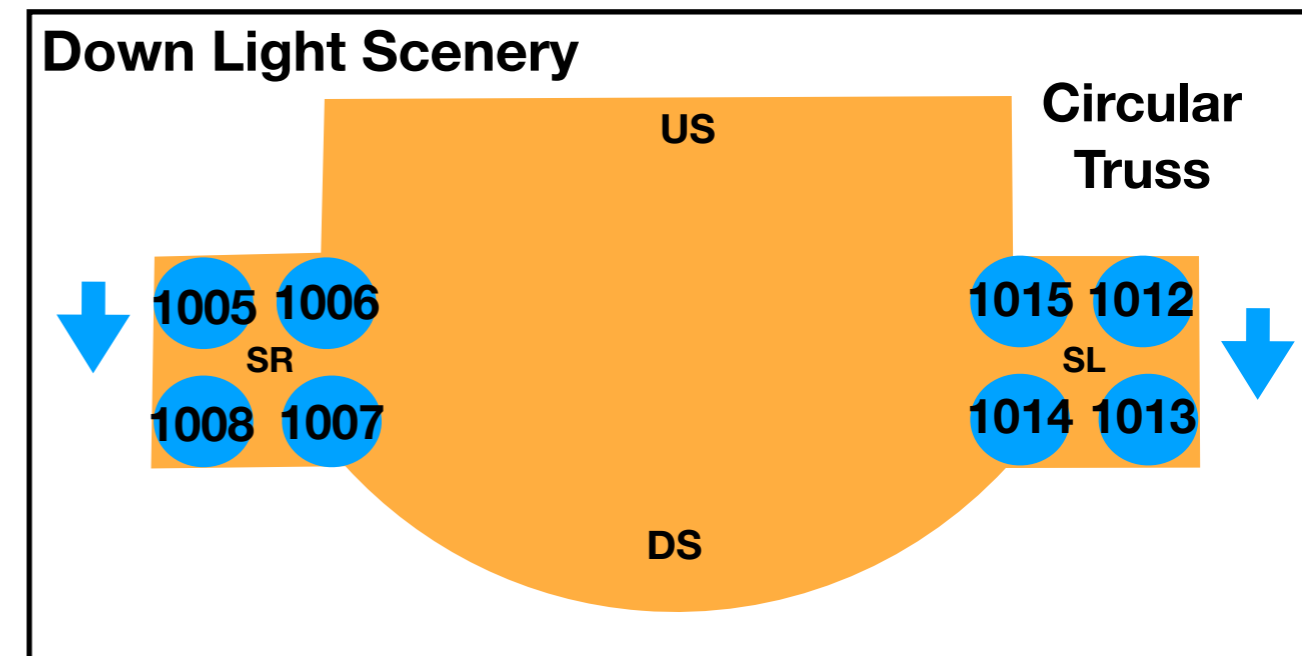 Down Light Scenery
Circular
Truss
US
1005 1006
1015 1012
SR
SL
1008 1007
1014 1013
DS